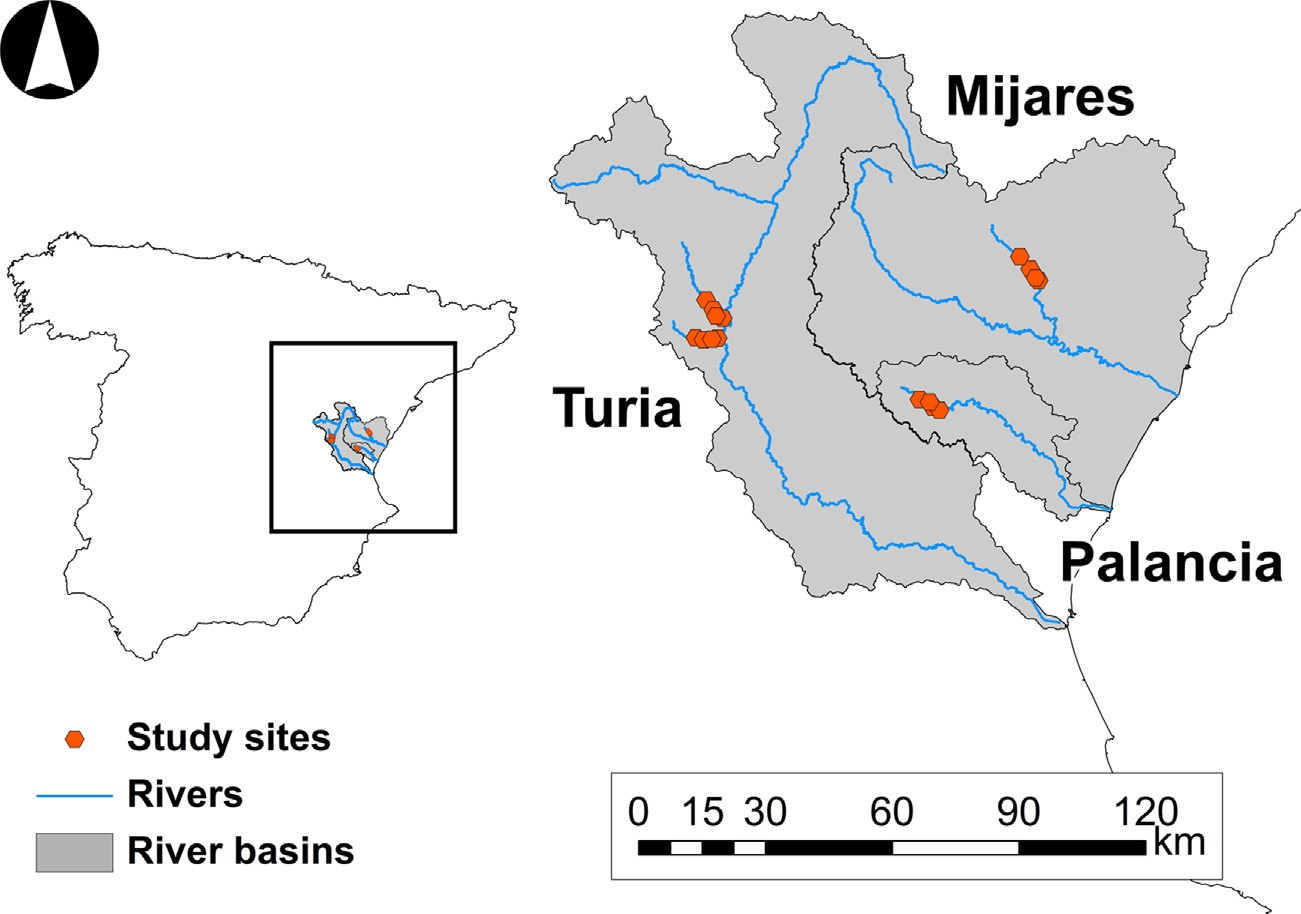 Mijares
Turia
Palancia
Study sites
Rivers
River basins
0 15 30 60 90 120
km